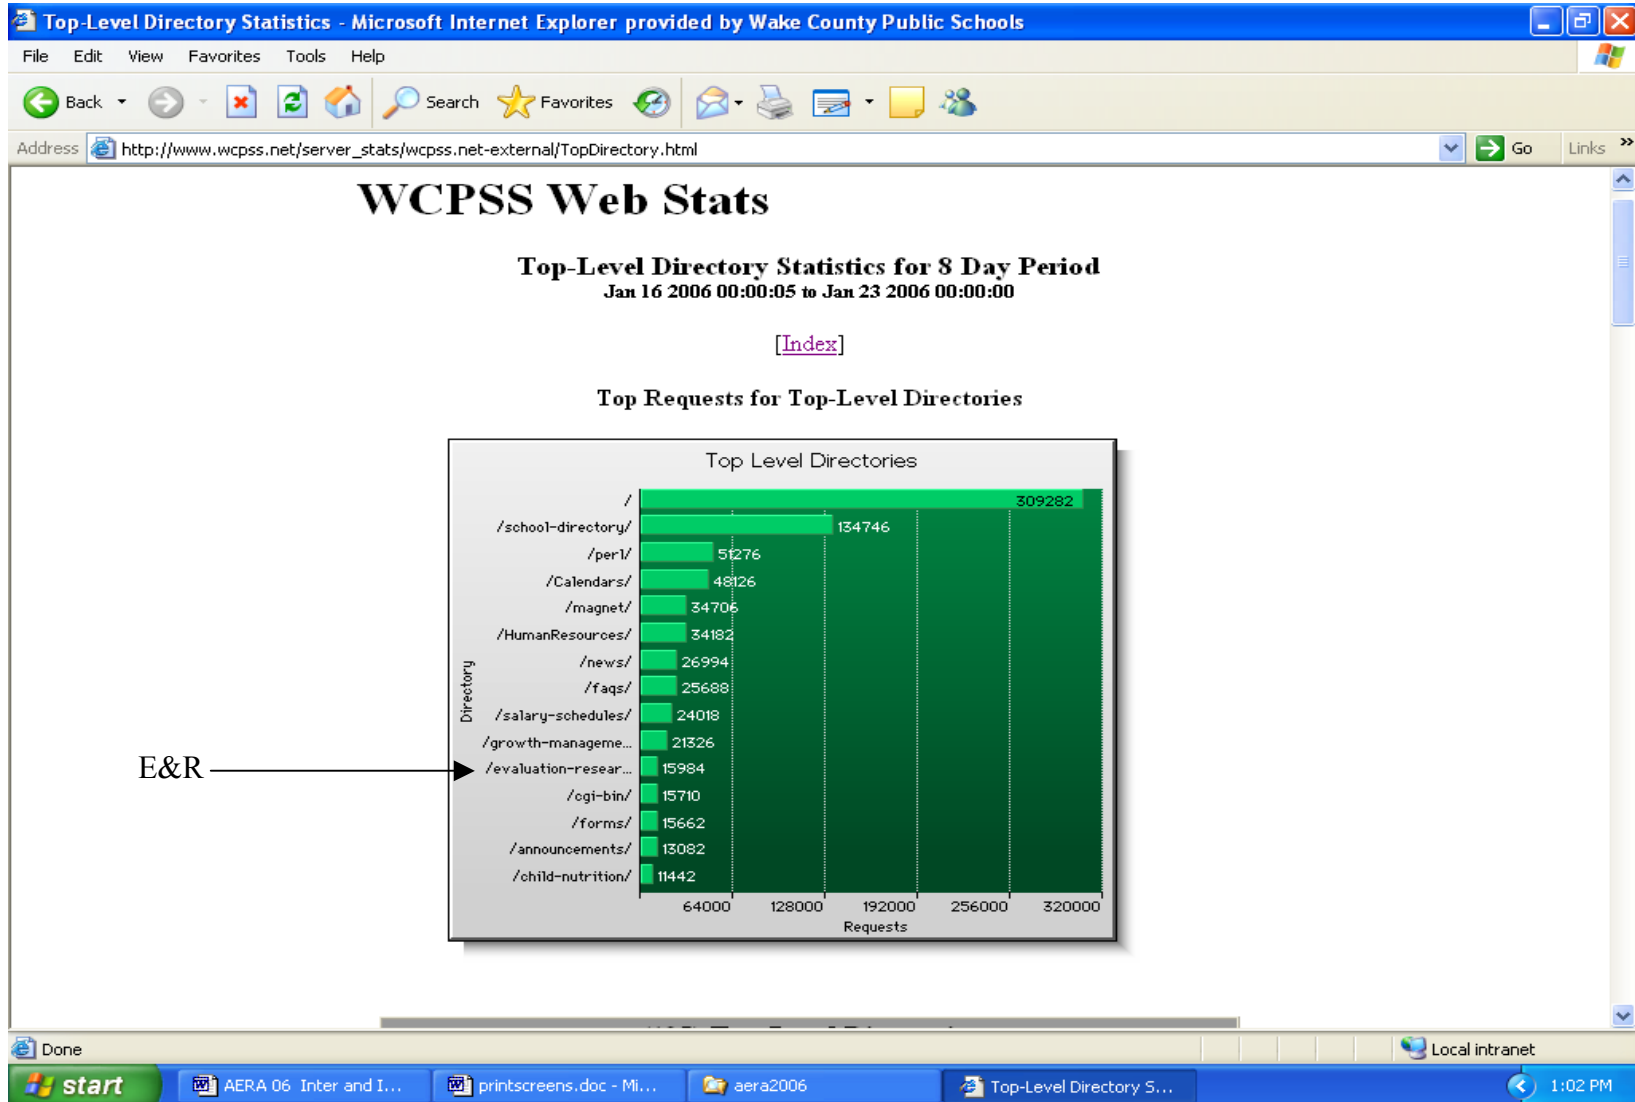 Top-Level Directory Statistics - Microsoft Internet Explorer provided by Wake County Public Schools
File Edit View Favorites Tools Help
Back Search Favorites
Address http://www.wcpss.net/server_stats/wcpss.net-external/TopDirectory.html Go Links »
WCPSS Web Stats
Top-Level Directory Statistics for 8 Day Period
Jan 16 2006 00:00:05 to Jan 23 2006 00:00:00
[Index]
Top Requests for Top-Level Directories
Top Level Directories
/ 309282
/school-directory/ 134746
/perl/ 51276
/Calendars/ 48126
/magnet/ 34706
/HumanResources/ 34182
/news/ 26994
/faqs/ 25688
Directory
/salary-schedules/ 24018
/growth-manageme... 21326
E&R /evaluation-resear... 15984
/cgi-bin/ 15710
/forms/ 15662
/announcements/ 13082
/child-nutrition/ 11442
64000 128000 192000 256000 320000
Requests
Done Local intranet
start AERA 06 Inter and I... printscreens.doc - Mi... aera2006 Top-Level Directory S... 1:02 PM